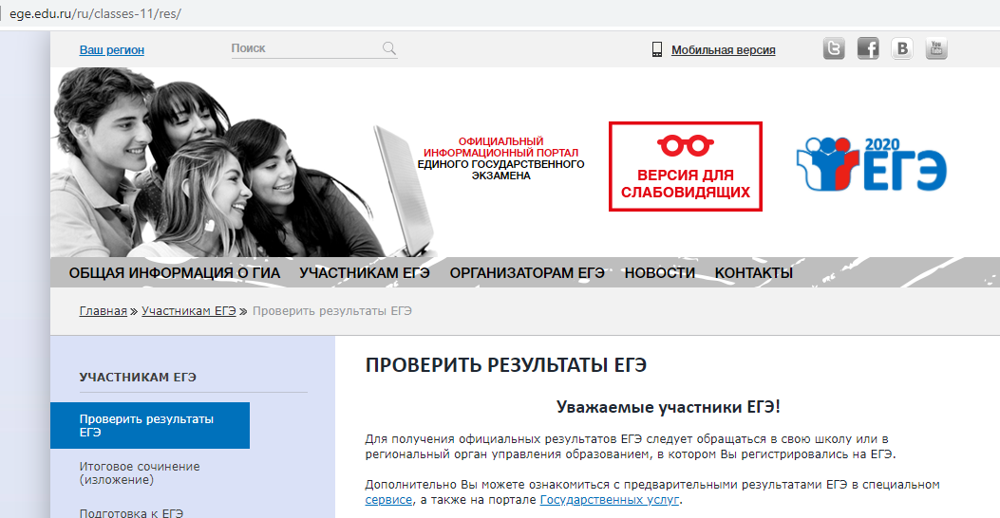 ege.edu.ru/ru/classes-11/res/
Ваш регион
Поиск
Мобильная версия
B
You
Tube
ОФИЦИАЛЬНЫЙ
ИНФОРМАЦИОННЫЙ ПОРТАЛ
ЕДИНОГО ГОСУДАРСТВЕННОГО
ЭКЗАМЕНА
ВЕРСИЯ ДЛЯ
СЛАБОВИДЯЩИХ
2020
ЕГЭ
ОБЩАЯ ИНФОРМАЦИЯ О ГИА УЧАСТНИКАМ ЕГЭ ОРГАНИЗАТОРАМ ЕГЭ НОВОСТИ КОНТАКТЫ
Главная » Участникам ЕГЭ » Проверить результаты ЕГЭ
УЧАСТНИКАМ ЕГЭ
Проверить результаты
ЕГЭ
Итоговое сочинение
(изложение)
Подготовка к ЕГЭ
ПРОВЕРИТЬ РЕЗУЛЬТАТЫ ЕГЭ
Уважаемые участники ЕГЭ!
Для получения официальных результатов ЕГЭ следует обращаться в свою школу или в
региональный орган управления образованием, в котором Вы регистрировались на ЕГЭ.
Дополнительно Вы можете ознакомиться с предварительными результатами ЕГЭ в специальном
сервисе, а также на портале Государственных услуг.